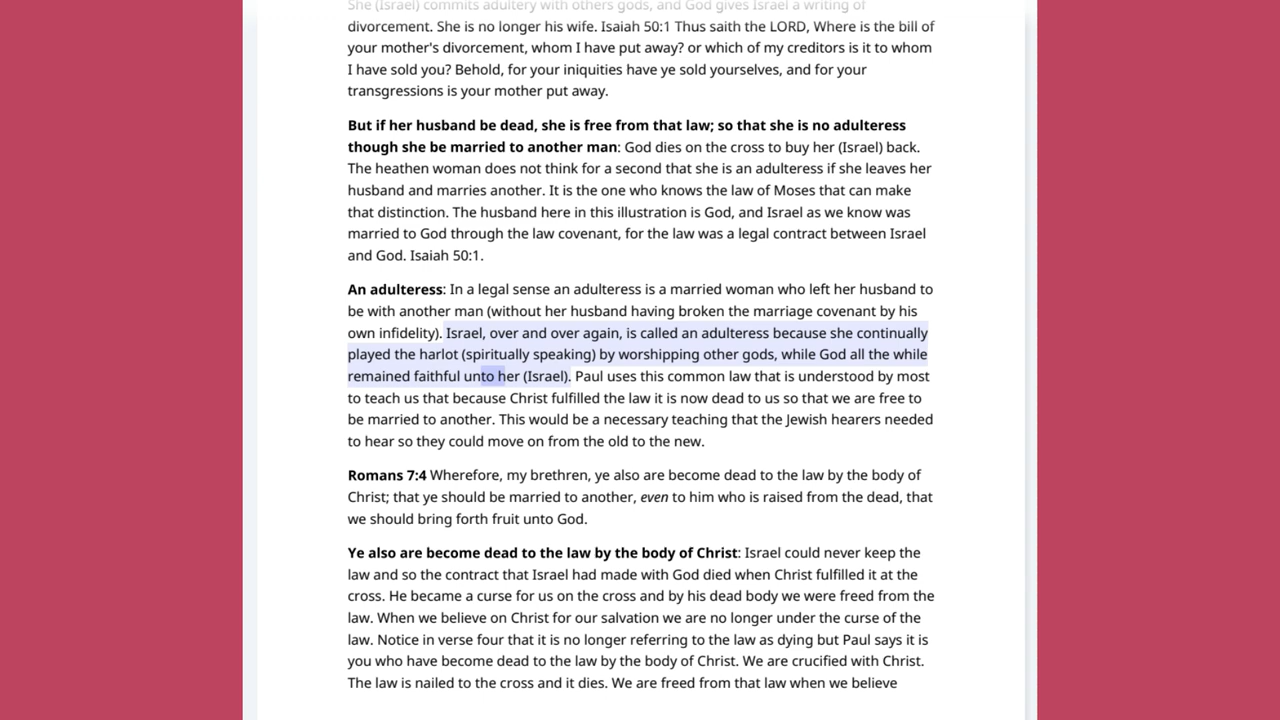 She (Israel) commits adultery with others gods, and God gives Israel a writing of
divorcement. She is no longer his wife. Isaiah 50:1 Thus saith the LORD, Where is the bill of
your mother's divorcement, whom I have put away? or which of my creditors is it to whom
I have sold you? Behold, for your iniquities have ye sold yourselves, and for your
transgressions is your mother put away.
But if her husband be dead, she is free from that law; so that she is no adulteress
though she be married to another man: God dies on the cross to buy her (Israel) back.
The heathen woman does not think for a second that she is an adulteress if she leaves her
husband and marries another. It is the one who knows the law of Moses that can make
that distinction. The husband here in this illustration is God, and Israel as we know was
married to God through the law covenant, for the law was a legal contract between Israel
and God. Isaiah 50:1.
An adulteress: In a legal sense an adulteress is a married woman who left her husband to
be with another man (without her husband having broken the marriage covenant by his
own infidelity). Israel, over and over again, is called an adulteress because she continually
played the harlot (spiritually speaking) by worshipping other gods, while God all the while
remained faithful unto her (Israel). Paul uses this common law that is understood by most
to teach us that because Christ fulfilled the law it is now dead to us so that we are free to
be married to another. This would be a necessary teaching that the Jewish hearers needed
to hear so they could move on from the old to the new.
Romans 7:4 Wherefore, my brethren, ye also are become dead to the law by the body of
Christ; that ye should be married to another, even to him who is raised from the dead, that
we should bring forth fruit unto God.
Ye also are become dead to the law by the body of Christ: Israel could never keep the
law and so the contract that Israel had made with God died when Christ fulfilled it at the
cross. He became a curse for us on the cross and by his dead body we were freed from the
law. When we believe on Christ for our salvation we are no longer under the curse of the
law. Notice in verse four that it is no longer referring to the law as dying but Paul says it is
you who have become dead to the law by the body of Christ. We are crucified with Christ.
The law is nailed to the cross and it dies. We are freed from that law when we believe